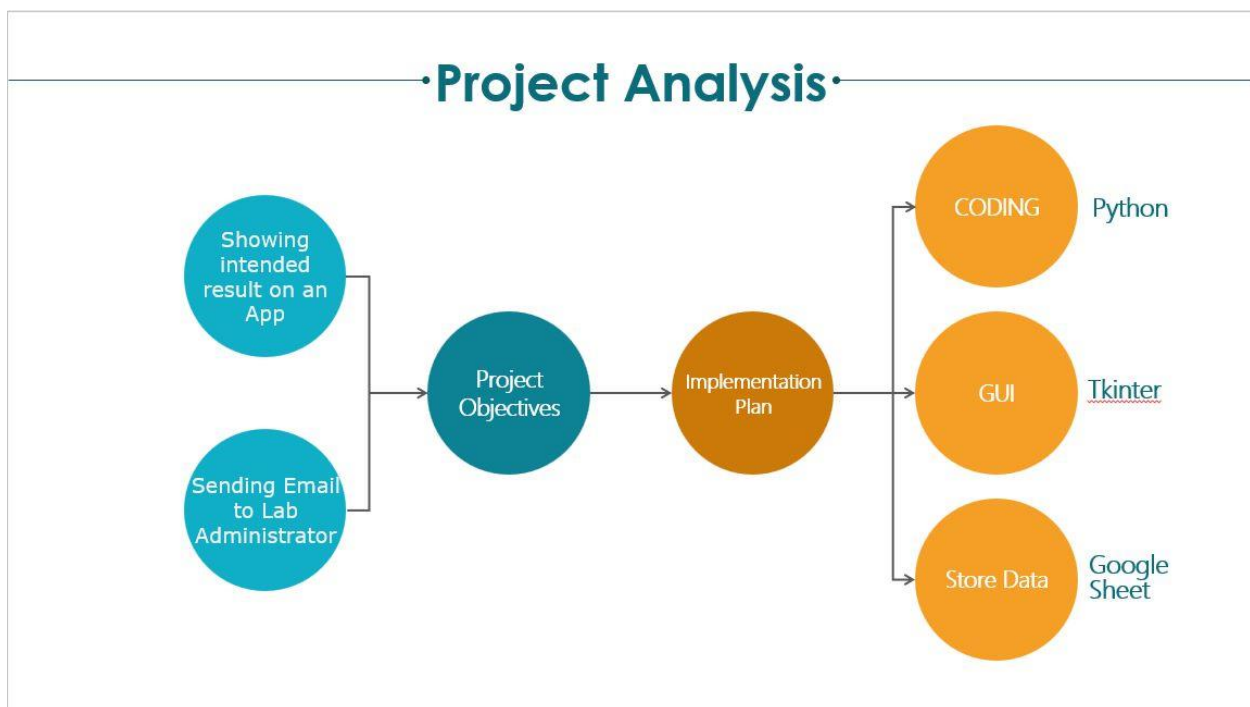 Project Analysis
Showing
intended
result on an
App
Sending Email
to Lab
Administrator
Project
Objectives
Implementation
Plan
CODING
Python
GUI
Tkinter
Store Data
Google
Sheet